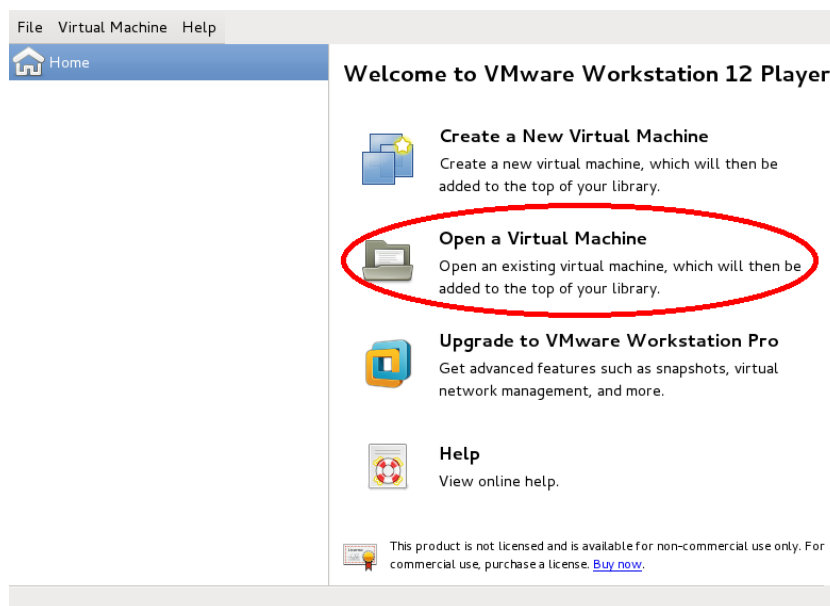 File Virtual Machine Help
Home
Welcome to VMware Workstation 12 Player
Create a New Virtual Machine
Create a new virtual machine, which will then be
added to the top of your library.
Open a Virtual Machine
Open an existing virtual machine, which will then be
added to the top of your library.
Upgrade to VMware Workstation Pro
Get advanced features such as snapshots, virtual
network management, and more.
Help
View online help.
This product is not licensed and is available for non-commercial use only. For
commercial use, purchase a license. Buy now.